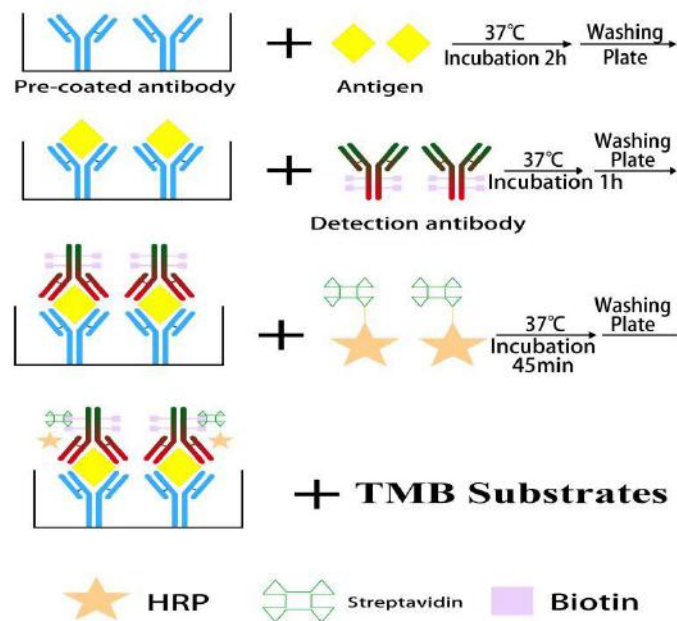 37℃
Incubation 2h
Washing
Plate
Pre-coated antibody
Antigen
37℃
Incubation 1h
Washing
Plate
Detection antibody
37℃
Incubation
45min
Washing
Plate
TMB Substrates
HRP
Streptavidin
Biotin